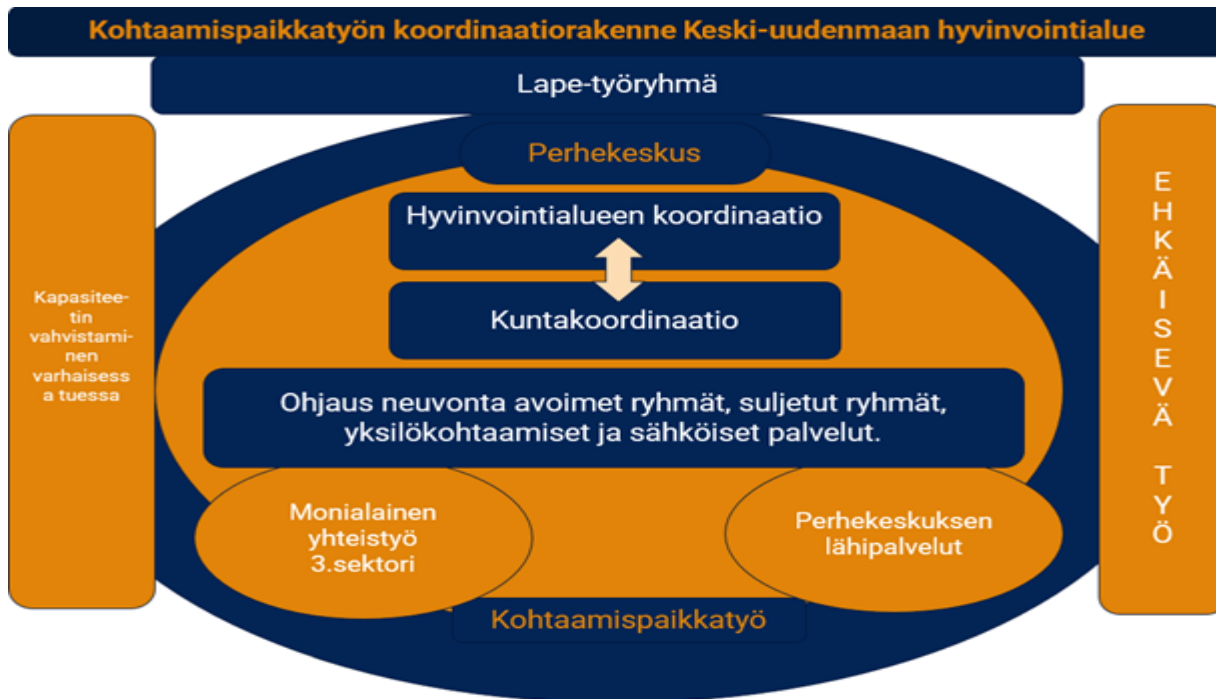 Kohtaamispaikkatyön koordinaatiorakenne Keski-uudenmaan hyvinvointialue
Lape-työryhmä
Perhekeskus
Hyvinvointialueen koordinaatio
Kuntakoordinaatio
Kapasitee-
tin
vahvistami-
nen
varhaisess
a tuessa
Ohjaus neuvonta avoimet ryhmät, suljetut ryhmät,
yksilökohtaamiset ja sähköiset palvelut.
Monialainen
yhteistyö
3.sektori
Perhekeskuksen
lähipalvelut
Kohtaamispaikkatyö
E
H
K
Ä
I
S
E
V
Ä
T
Y
Ö